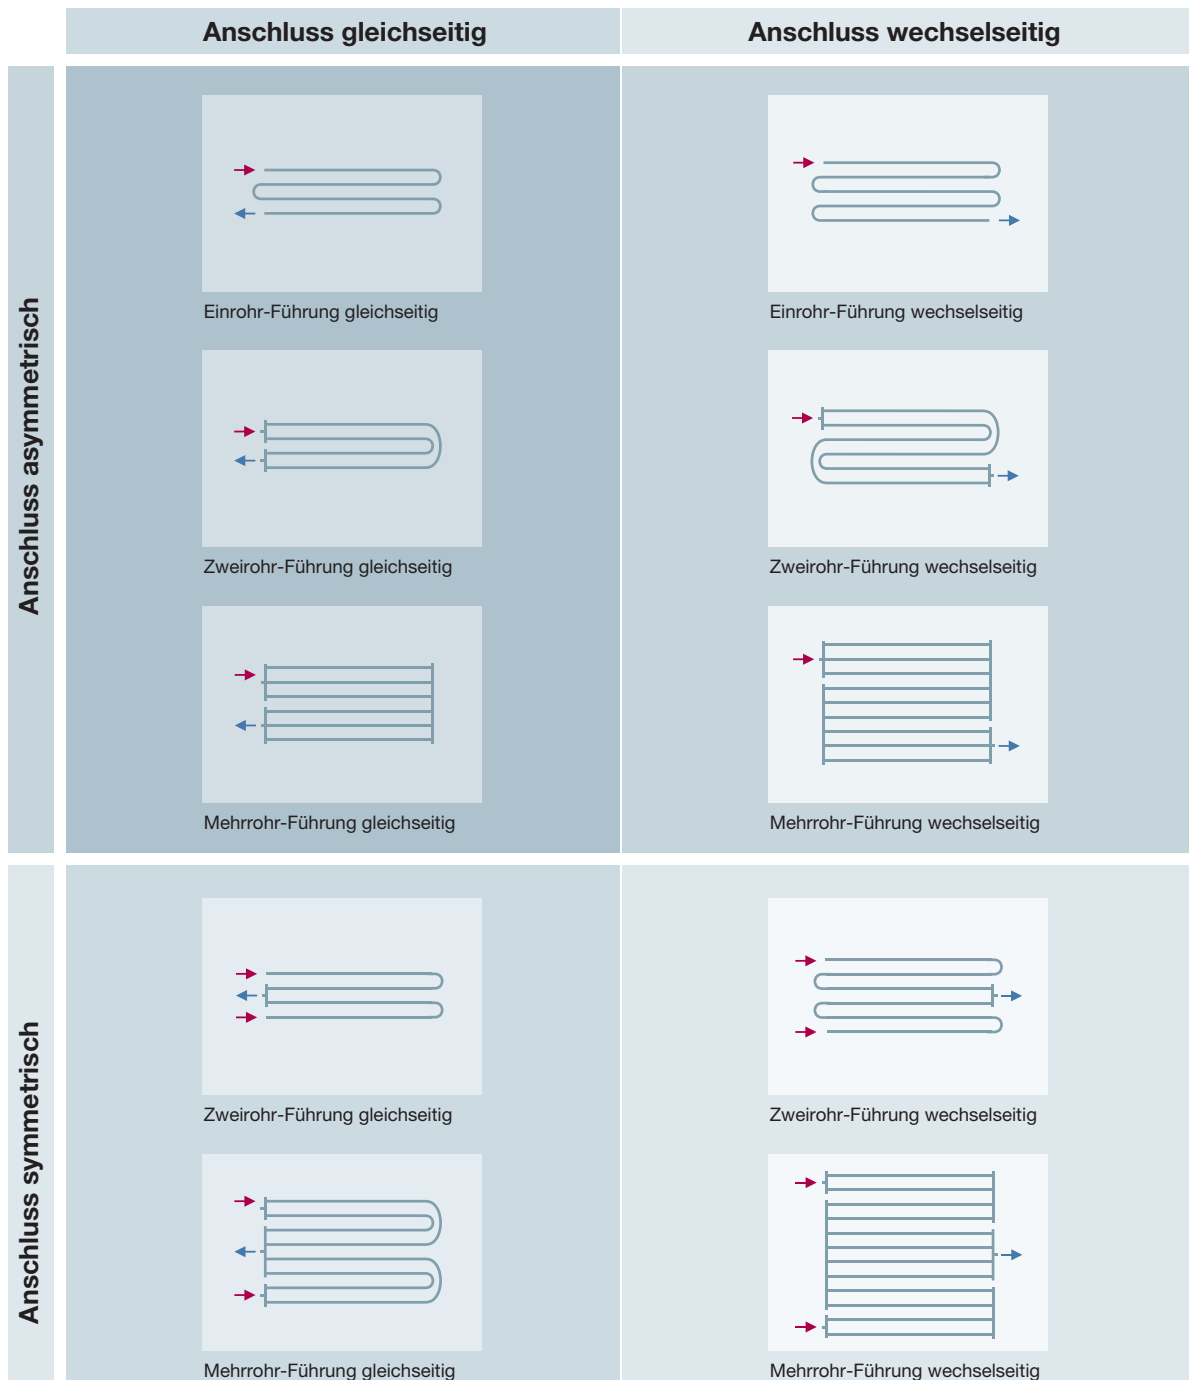 Anschluss gleichseitig
Anschluss wechselseitig
Anschluss asymmetrisch
Einrohr-Führung gleichseitig
Einrohr-Führung wechselseitig
Zweirohr-Führung gleichseitig
Zweirohr-Führung wechselseitig
Mehrrohr-Führung gleichseitig
Mehrrohr-Führung wechselseitig
Anschluss symmetrisch
Zweirohr-Führung gleichseitig
Zweirohr-Führung wechselseitig
Mehrrohr-Führung gleichseitig
Mehrrohr-Führung wechselseitig